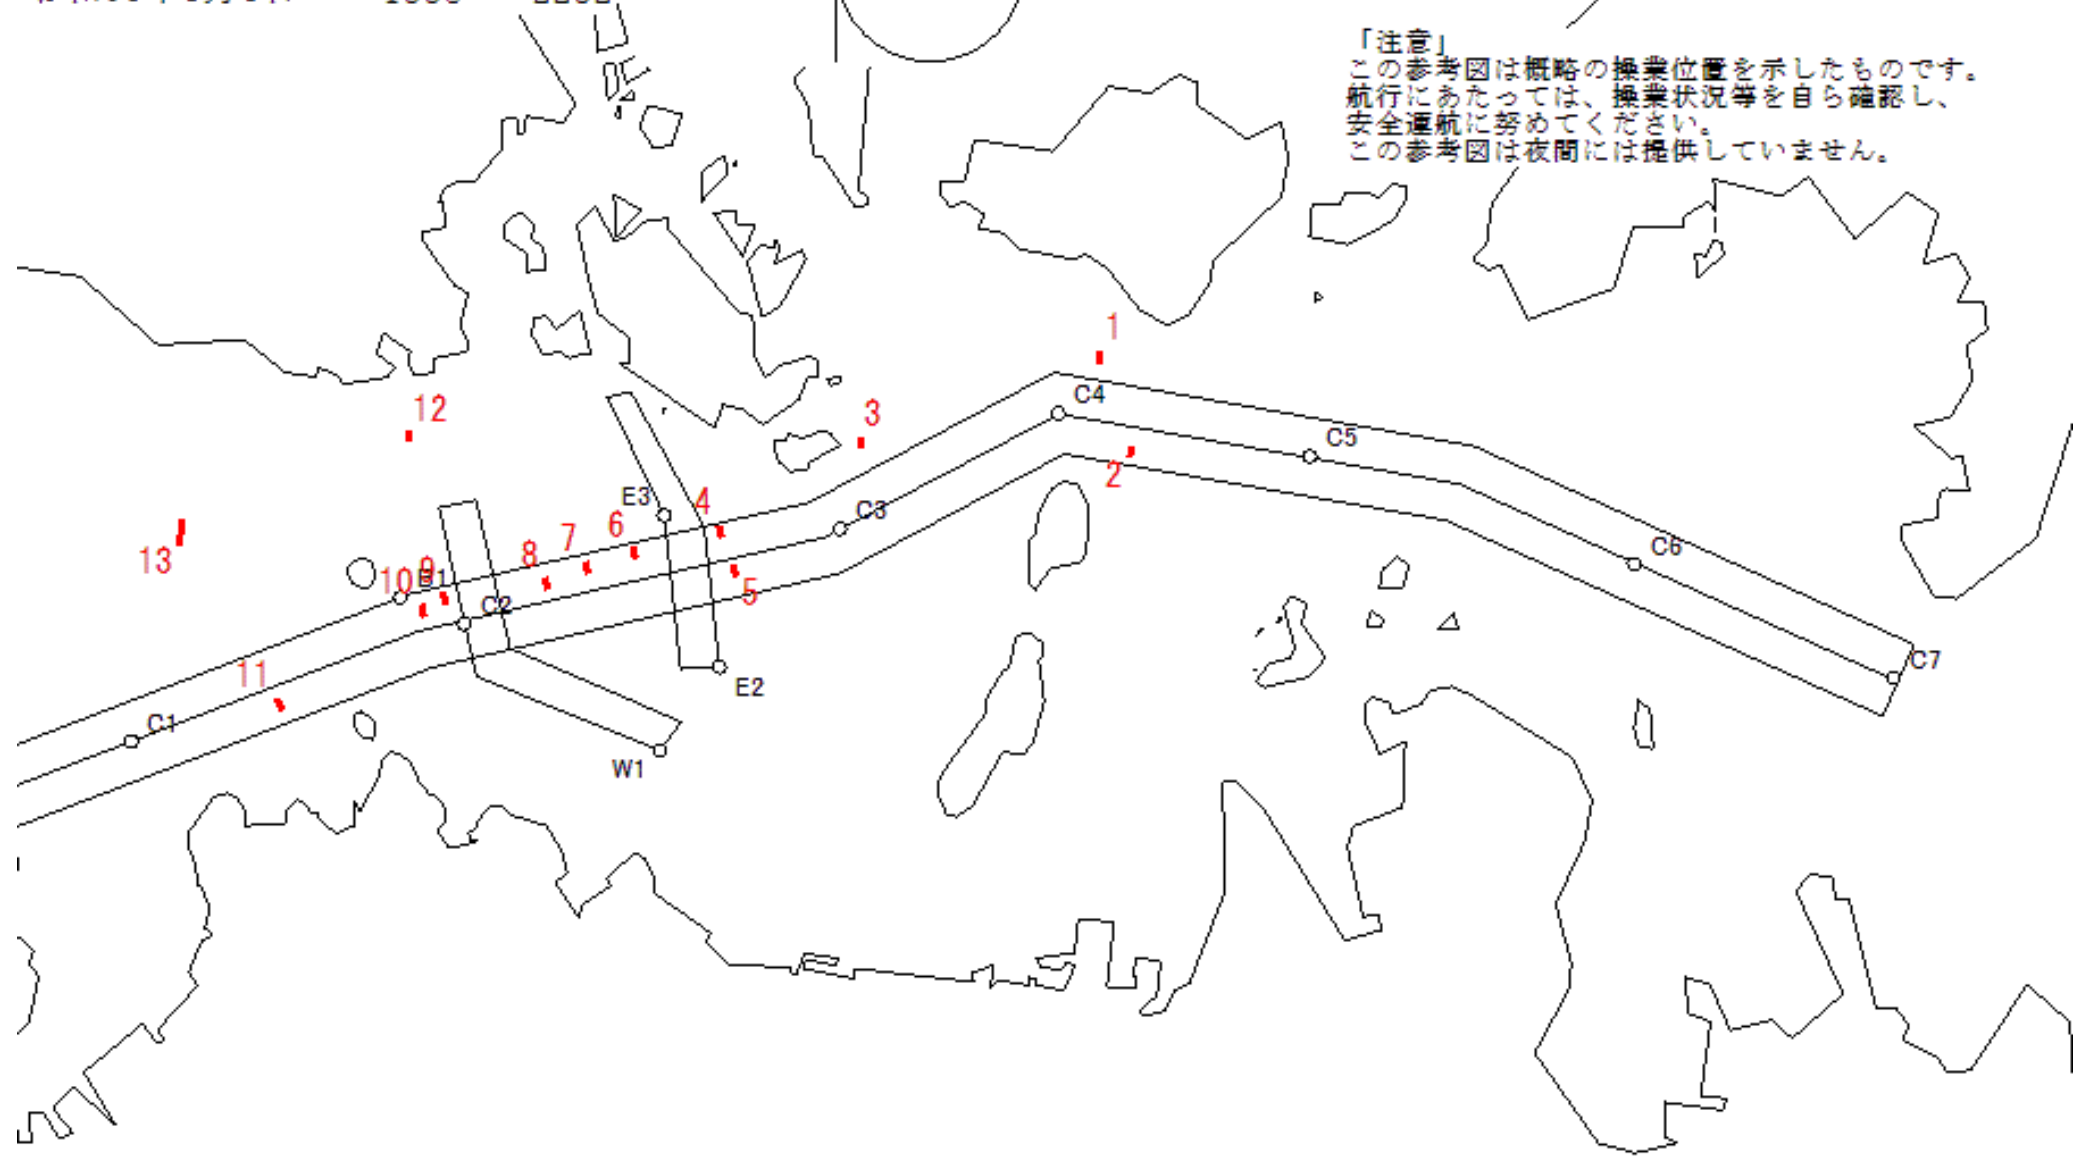 「注意」
この参考図は概略の操業位置を示したものです。
航行にあたっては、操業状況等を自ら確認し、
安全運航に努めてください。
この参考図は夜間には提供していません。
1
C4
12
3
C5
2
E3
4
C3
6
7
13
8
C6
9
10
B1
5
C2
11
E2
C7
C1
W1